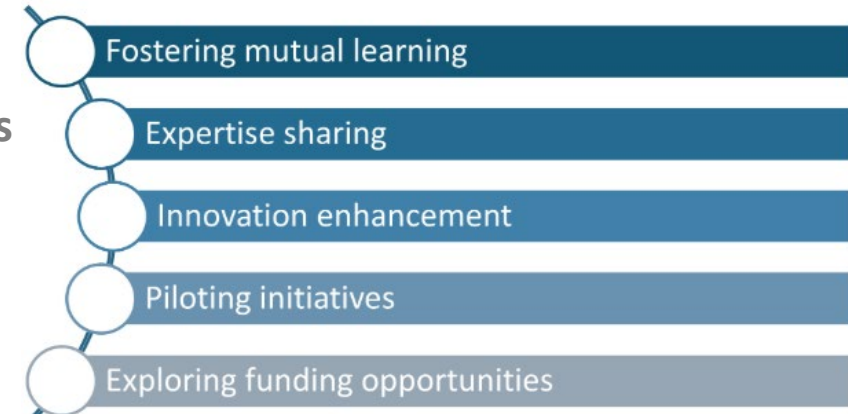 Fostering mutual learning
Expertise sharing
Innovation enhancement
Piloting initiatives
Exploring funding opportunities